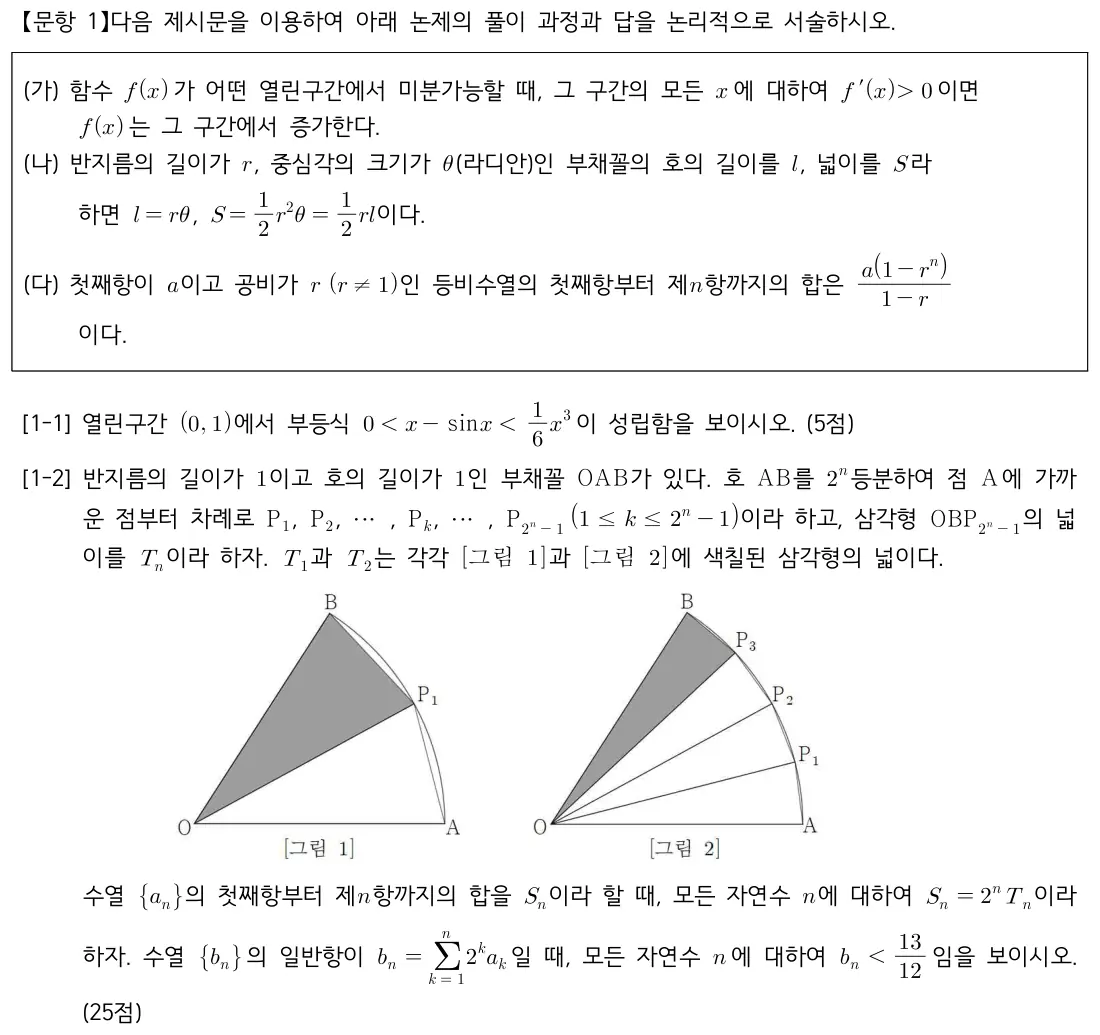 【문항 1】다음 제시문을 이용하여 아래 논제의 풀이 과정과 답을 논리적으로 서술하시오.
(가) 함수 f(x)가 어떤 열린구간에서 미분가능할 때, 그 구간의 모든 x에 대하여 f′(x)>0이면
f(x)는 그 구간에서 증가한다.
(나) 반지름의 길이가 r, 중심각의 크기가 θ(라디안)인 부채꼴의 호의 길이를 l, 넓이를 S라
하면 l=rθ, S=1/2 r²θ=1/2 rl이다.
(다) 첫째항이 a이고 공비가 r (r≠1)인 등비수열의 첫째항부터 제n항까지의 합은 a(1-rⁿ)/(1-r)
이다.
[1-1] 열린구간 (0, 1)에서 부등식 0<x-sinx<1/6 x³이 성립함을 보이시오. (5점)
[1-2] 반지름의 길이가 1이고 호의 길이가 1인 부채꼴 OAB가 있다. 호 AB를 2ⁿ등분하여 점 A에 가까
운 점부터 차례로 P₁, P₂, ⋯ , P_k, ⋯ , P_{2ⁿ-1} (1≤k≤2ⁿ-1)이라 하고, 삼각형 OBP_{2ⁿ-1}의 넓
이를 T_n이라 하자. T₁과 T₂는 각각 [그림 1]과 [그림 2]에 색칠된 삼각형의 넓이다.
B
P₁
O
A
[그림 1]
B
P₃
P₂
P₁
O
A
[그림 2]
수열 {a_n}의 첫째항부터 제n항까지의 합을 S_n이라 할 때, 모든 자연수 n에 대하여 S_n=2ⁿT_n이라
하자. 수열 {b_n}의 일반항이 b_n=∑_{k=1}^{n} 2^k a_k일 때, 모든 자연수 n에 대하여 b_n<13/12임을 보이시오.
(25점)